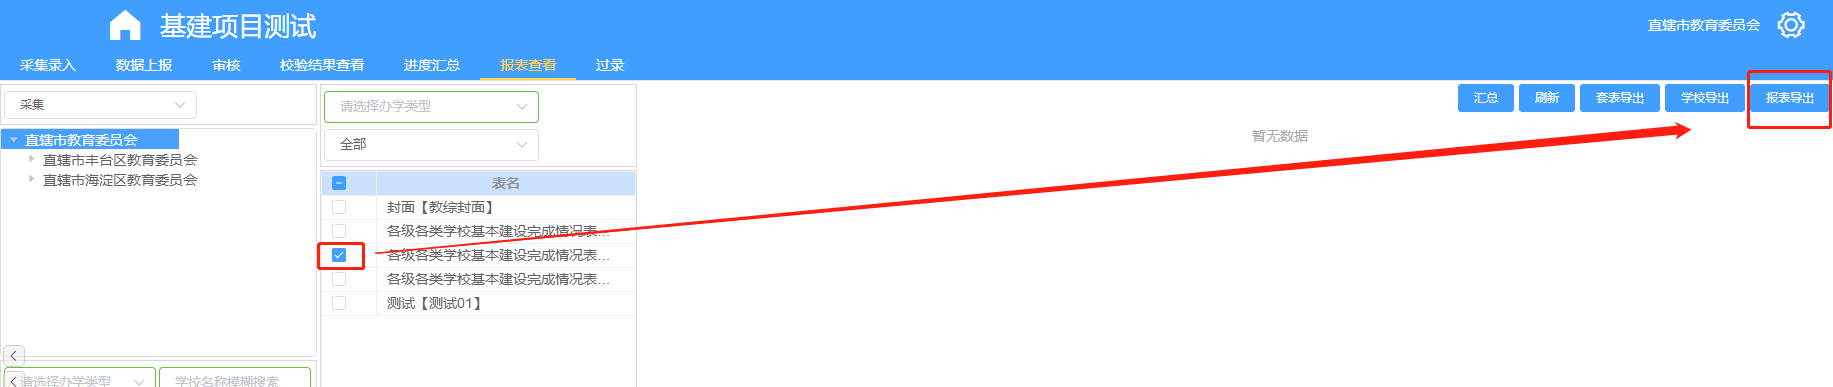 基建项目测试
直辖市教育委员会
采集录入 数据上报 审核 校验结果查看 进度汇总 报表查看 过录
采集
请选择办学类型
汇总 刷新 套表导出 学校导出 报表导出
全部
暂无数据
直辖市教育委员会
直辖市丰台区教育委员会
直辖市海淀区教育委员会
表名
封面【教综封面】
各级各类学校基本建设完成情况表...
各级各类学校基本建设完成情况表...
各级各类学校基本建设完成情况表...
测试【测试01】
请选择办学类型
学校名称模糊搜索